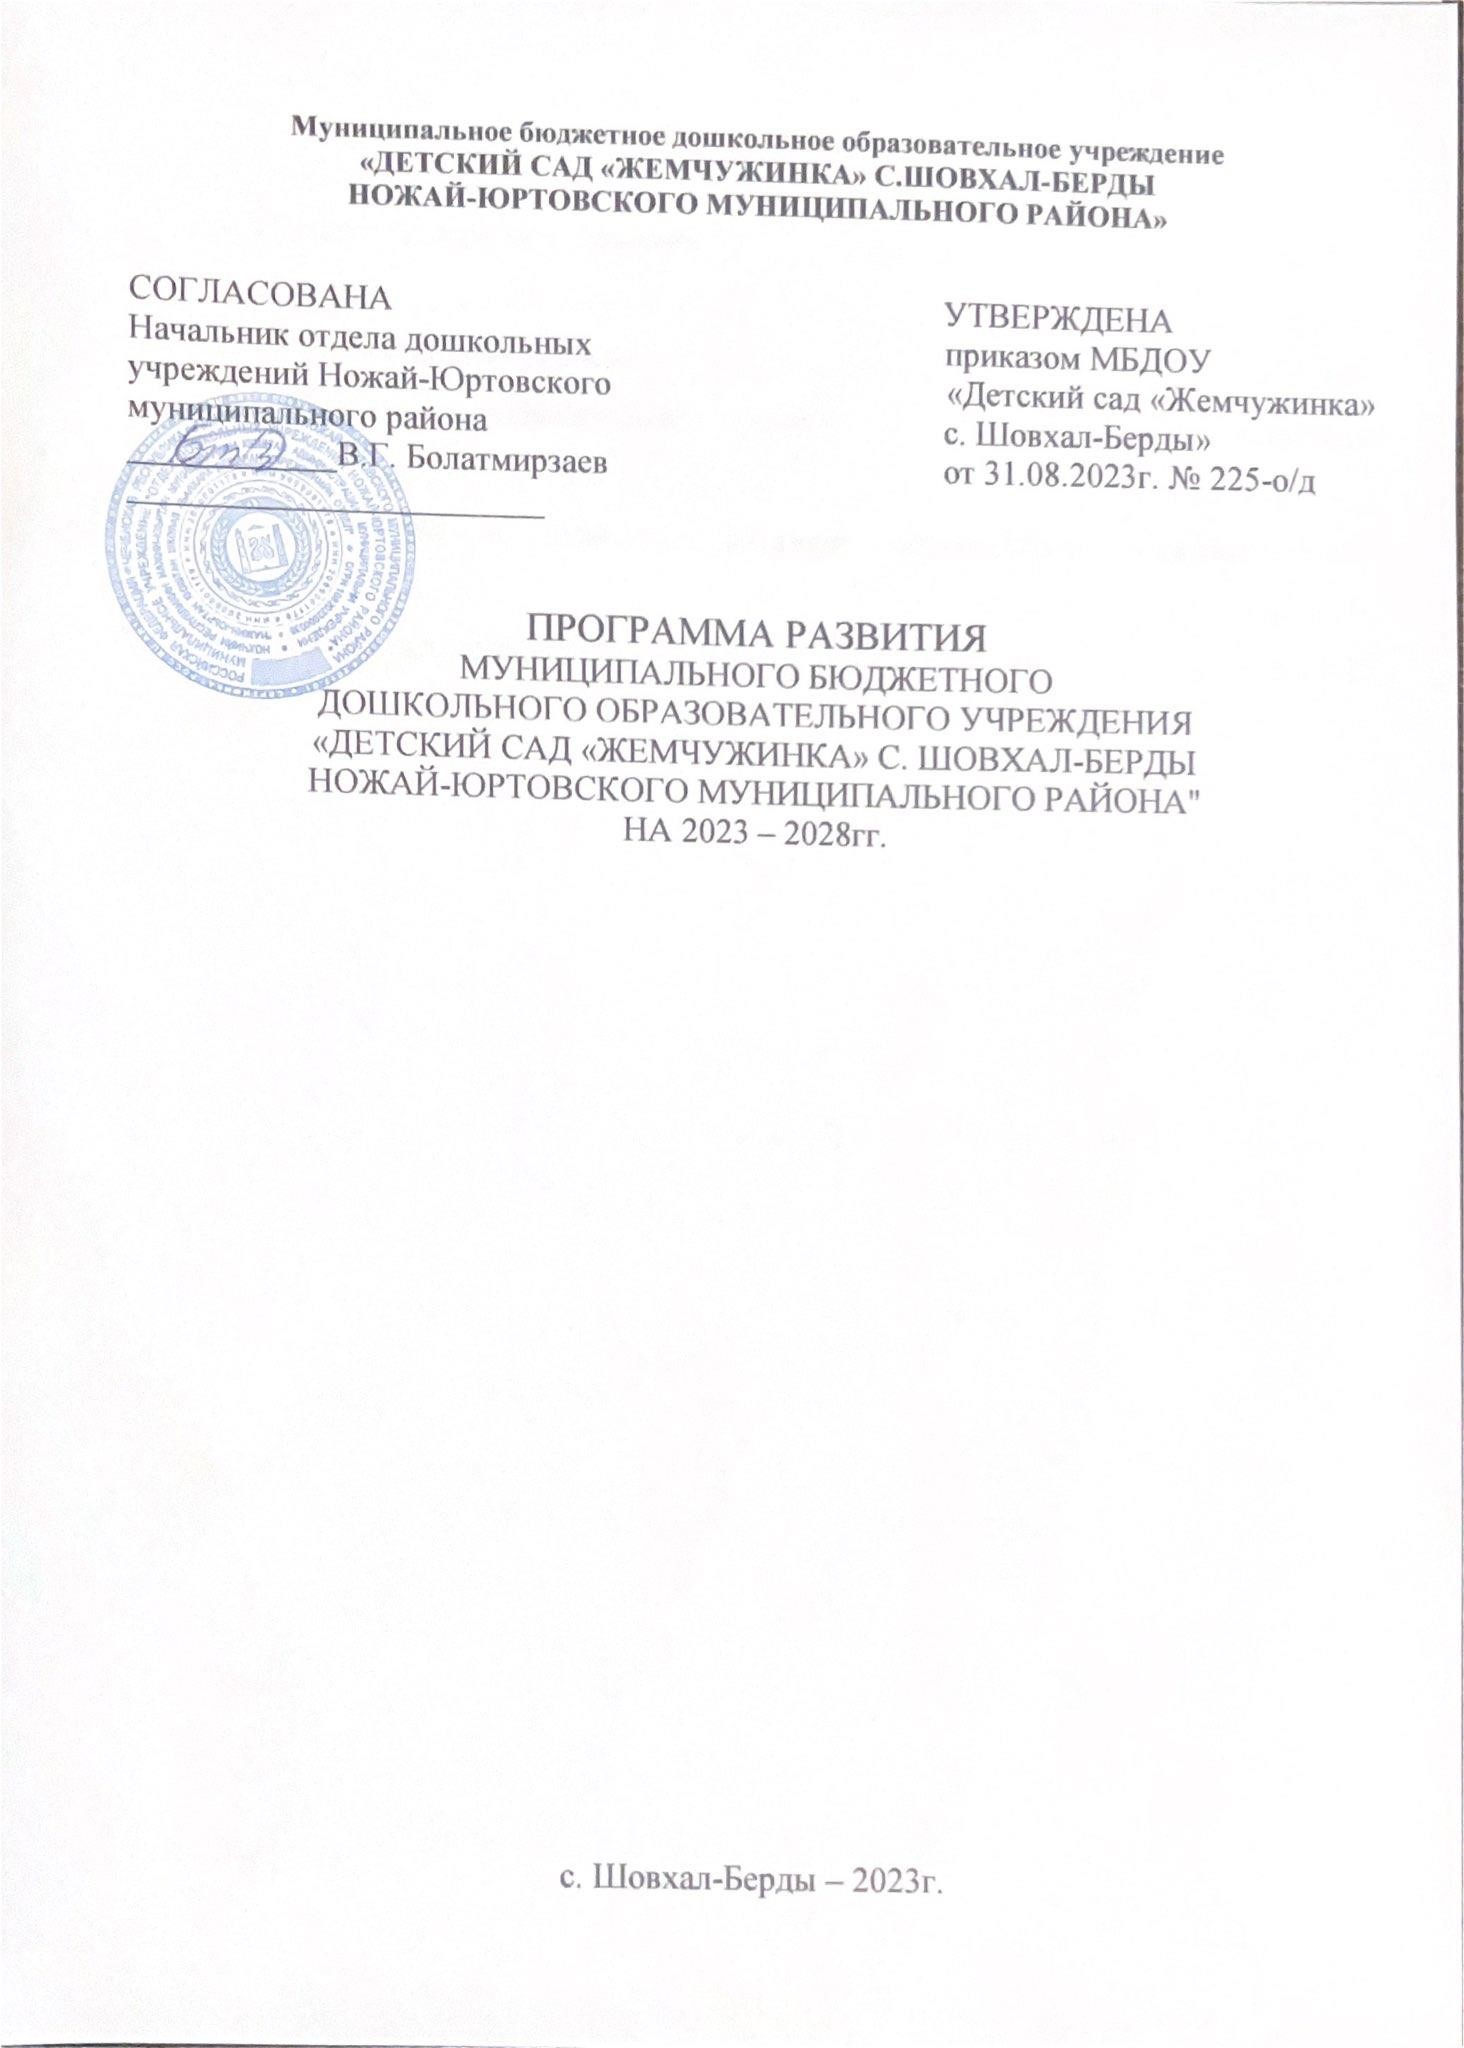 Муниципальное бюджетное дошкольное образовательное учреждение
«ДЕТСКИЙ САД «ЖЕМЧУЖИНКА» С.ШОВХАЛ-БЕРДЫ
НОЖАЙ-ЮРТОВСКОГО МУНИЦИПАЛЬНОГО РАЙОНА»
СОГЛАСОВАНА
Начальник отдела дошкольных
учреждений Ножай-Юртовского
муниципального района
В.Г. Болатмирзаев
УТВЕРЖДЕНА
приказом МБДОУ
«Детский сад «Жемчужинка»
с. Шовхал-Берды»
от 31.08.2023г. № 225-о/д
ПРОГРАММА РАЗВИТИЯ
МУНИЦИПАЛЬНОГО БЮДЖЕТНОГО
ДОШКОЛЬНОГО ОБРАЗОВАТЕЛЬНОГО УЧРЕЖДЕНИЯ
«ДЕТСКИЙ САД «ЖЕМЧУЖИНКА» С. ШОВХАЛ-БЕРДЫ
НОЖАЙ-ЮРТОВСКОГО МУНИЦИПАЛЬНОГО РАЙОНА"
НА 2023 – 2028гг.
с. Шовхал-Берды – 2023г.